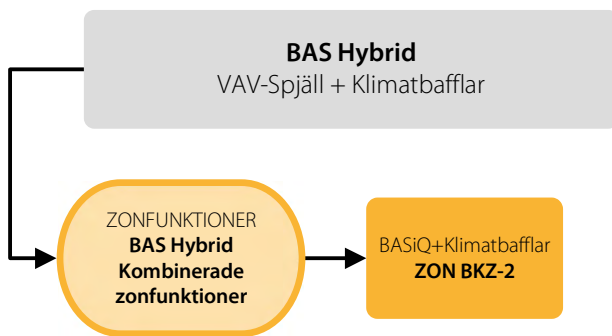 BAS Hybrid
VAV-Spjäll + Klimatbafflar
ZONFUNKTIONER
BAS Hybrid
Kombinerade
zonfunktioner
BASiQ+Klimatbafflar
ZON BKZ-2